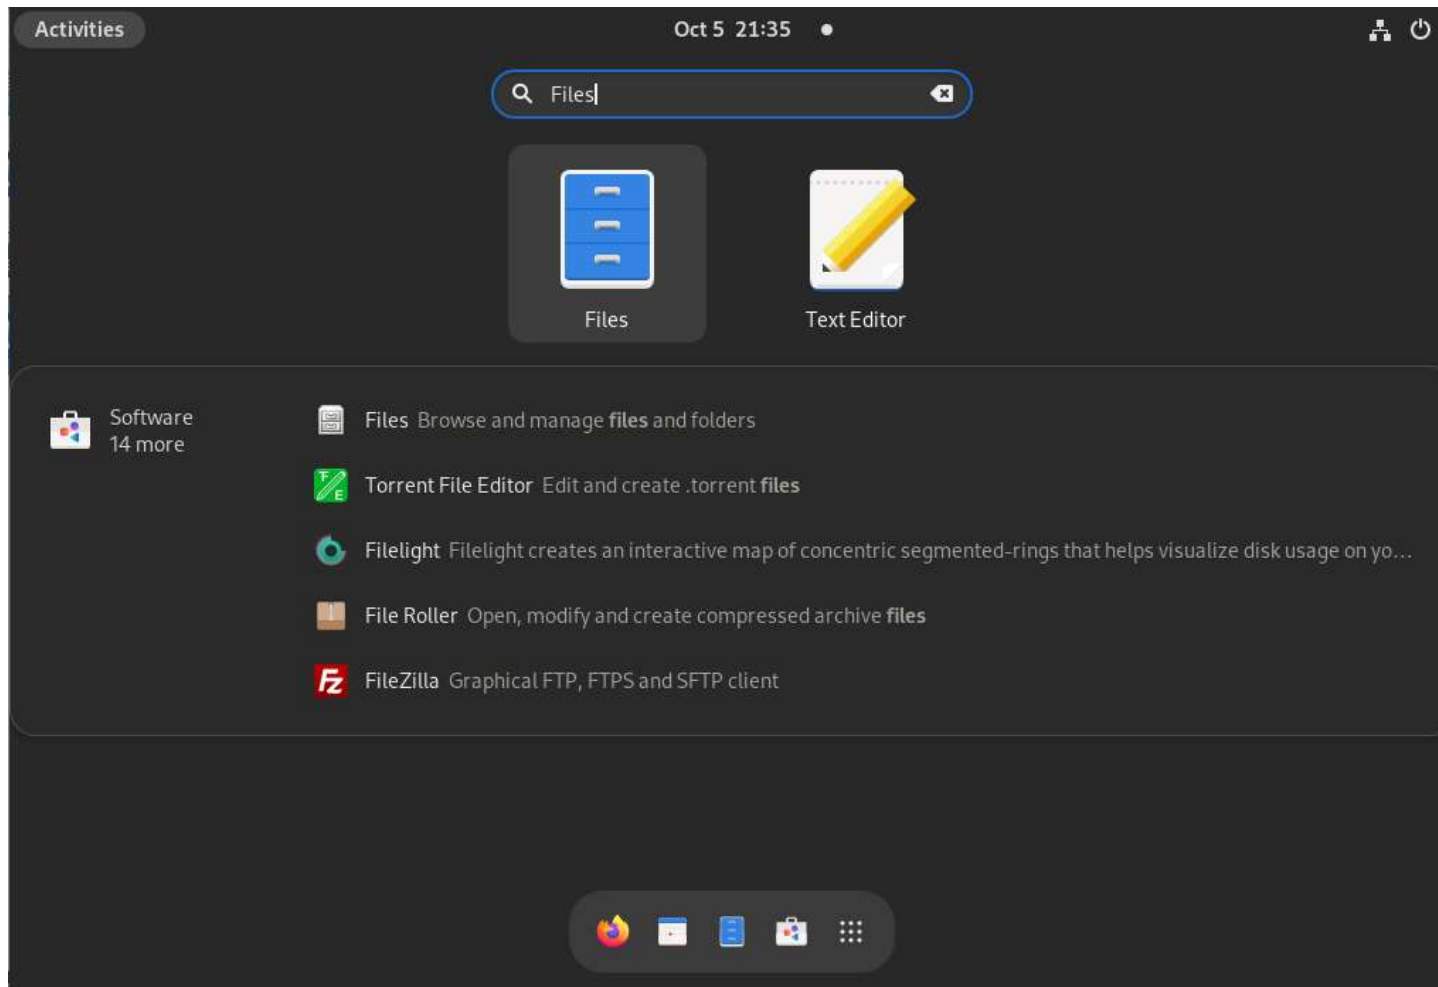 Activities
Oct 5 21:35
Files
Files
Text Editor
Software
14 more
Files Browse and manage files and folders
Torrent File Editor Edit and create .torrent files
Filelight Filelight creates an interactive map of concentric segmented-rings that helps visualize disk usage on yo...
File Roller Open, modify and create compressed archive files
FileZilla Graphical FTP, FTPS and SFTP client